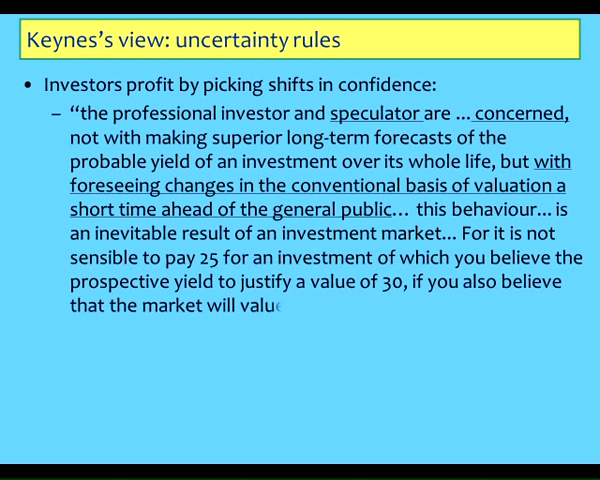 Keynes's view: uncertainty rules
• Investors profit by picking shifts in confidence:
– “the professional investor and speculator are ... concerned,
not with making superior long-term forecasts of the
probable yield of an investment over its whole life, but with
foreseeing changes in the conventional basis of valuation a
short time ahead of the general public... this behaviour... is
an inevitable result of an investment market... For it is not
sensible to pay 25 for an investment of which you believe the
prospective yield to justify a value of 30, if you also believe
that the market will